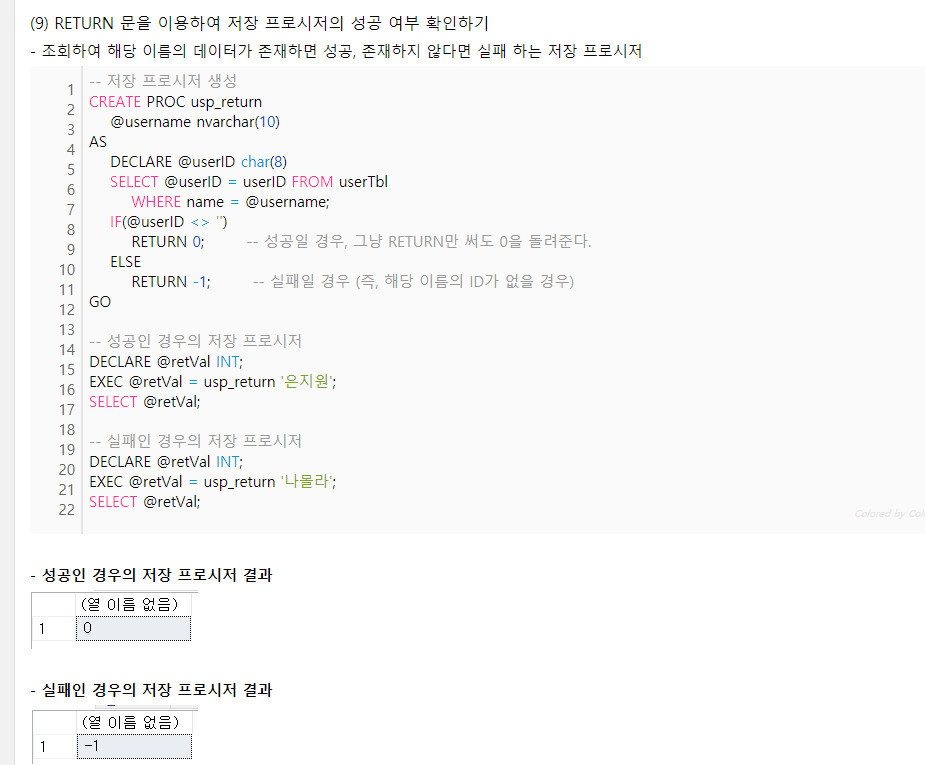 (9) RETURN 문을 이용하여 저장 프로시저의 성공 여부 확인하기
- 조회하여 해당 이름의 데이터가 존재하면 성공, 존재하지 않다면 실패 하는 저장 프로시저
1 -- 저장 프로시저 생성
2 CREATE PROC usp_return
3 @username nvarchar(10)
4 AS
5 DECLARE @userID char(8)
6 SELECT @userID = userID FROM userTbl
7 WHERE name = @username;
8 IF(@userID <> '')
9 RETURN 0; -- 성공일 경우, 그냥 RETURN만 써도 0을 돌려준다.
10 ELSE
11 RETURN -1; -- 실패일 경우 (즉, 해당 이름의 ID가 없을 경우)
12 GO
13
14 -- 성공인 경우의 저장 프로시저
15 DECLARE @retVal INT;
16 EXEC @retVal = usp_return '은지원';
17 SELECT @retVal;
18
19 -- 실패인 경우의 저장 프로시저
20 DECLARE @retVal INT;
21 EXEC @retVal = usp_return '나몰라';
22 SELECT @retVal;
Colored by Col
- 성공인 경우의 저장 프로시저 결과
(열 이름 없음)
1 0
- 실패인 경우의 저장 프로시저 결과
(열 이름 없음)
1 -1